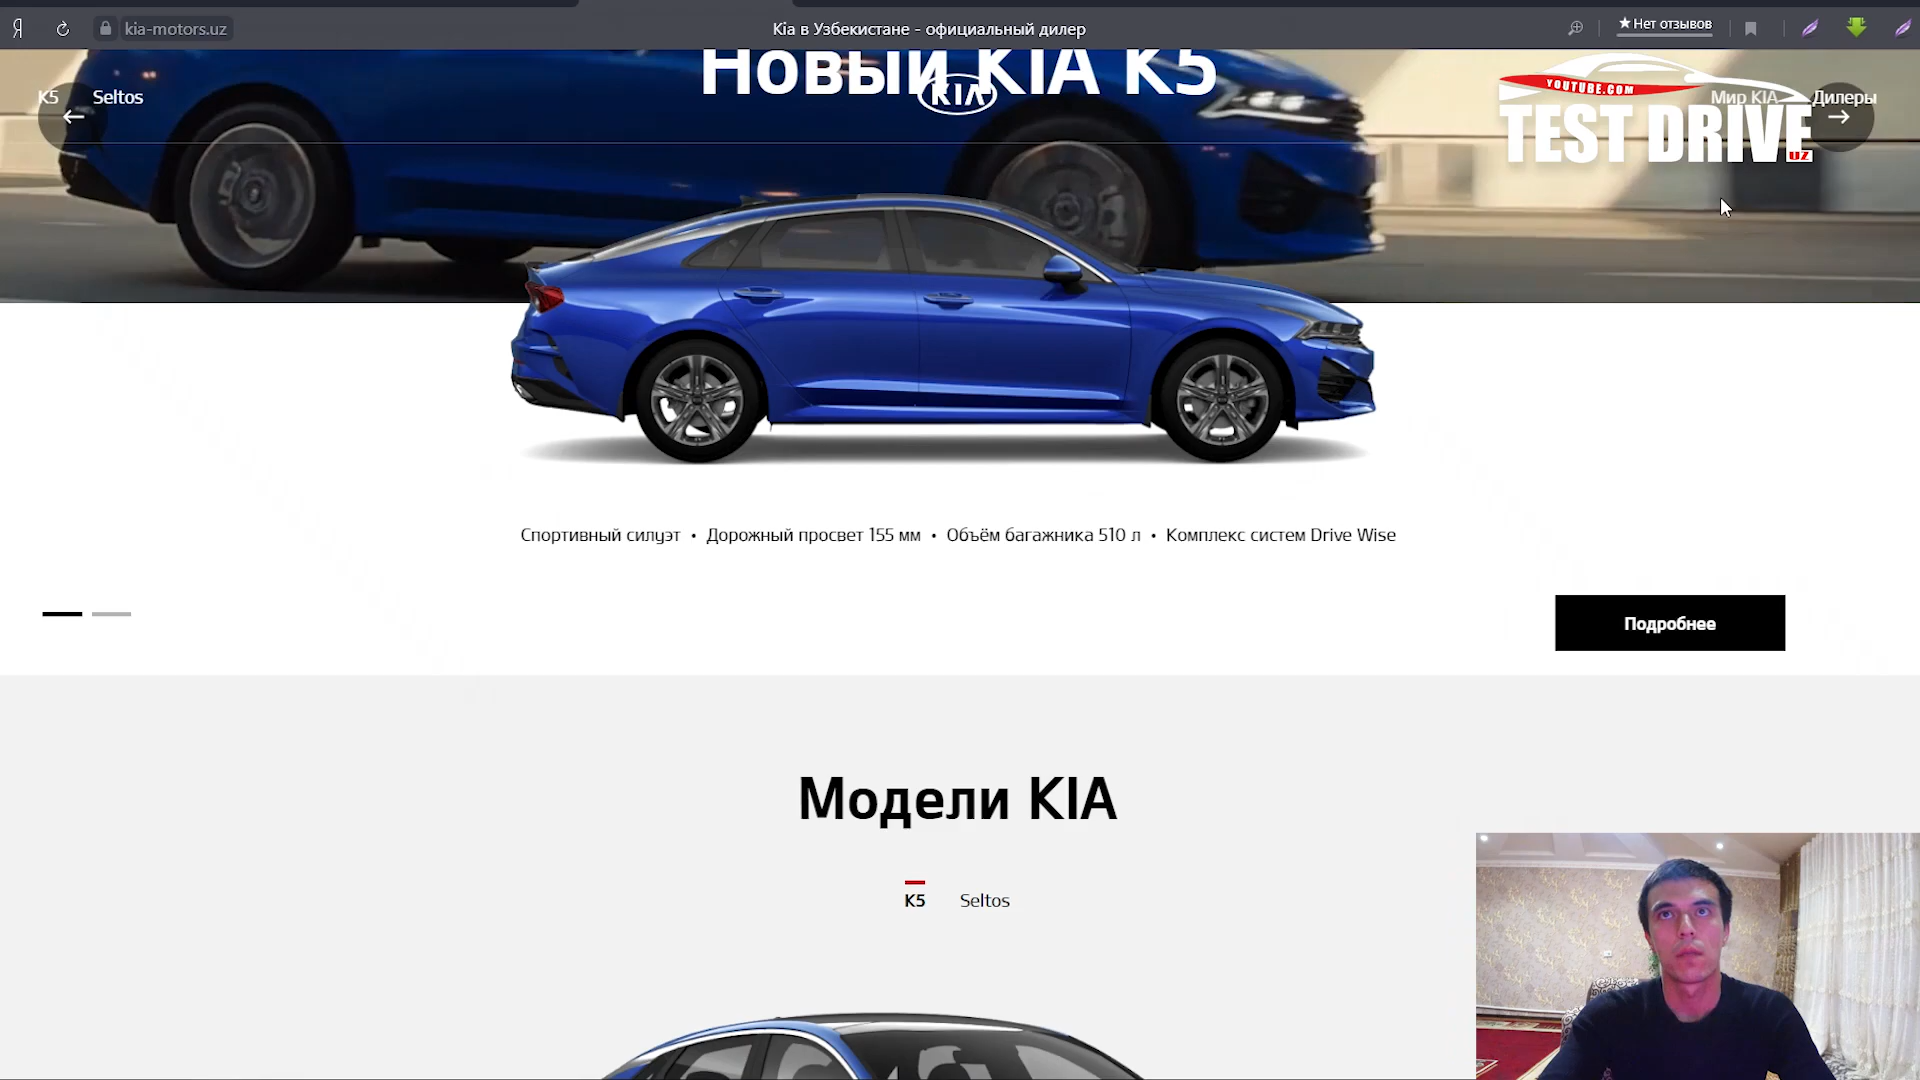 Я
kia-motors.uz
Kia в Узбекистане - официальный дилер
★Нет отзывов
Новый KIA K5
K5
Seltos
KIA
Мир KIA
Дилеры
YOUTUBE.COM
TEST DRIVE
UZ
Спортивный силуэт • Дорожный просвет 155 мм • Объём багажника 510 л • Комплекс систем Drive Wise
Подробнее
Модели KIA
K5
Seltos